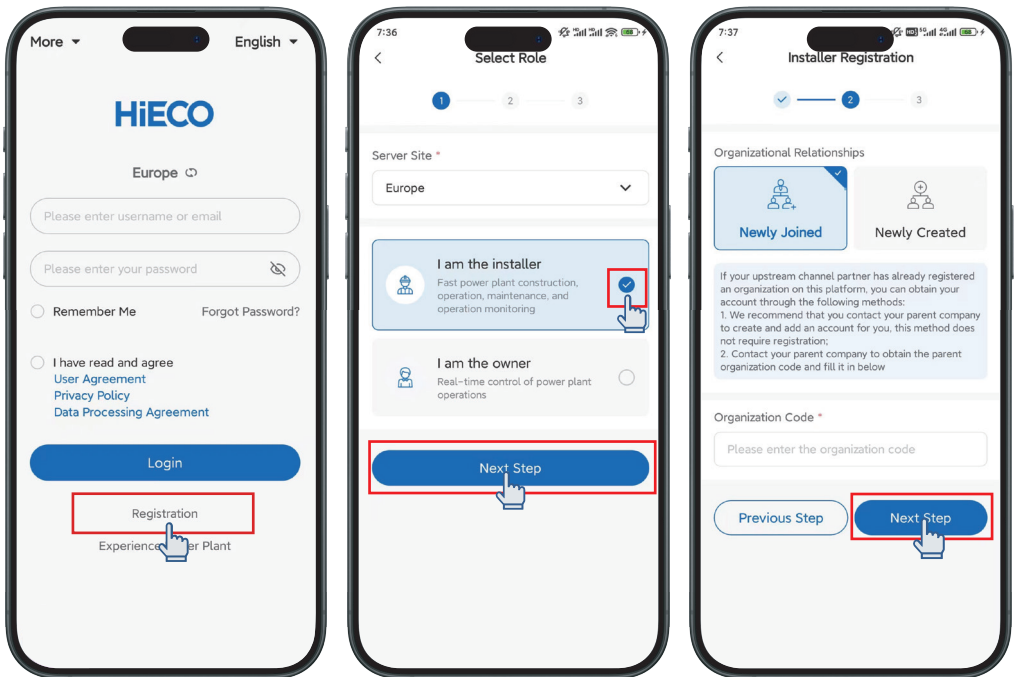 More
English
HiECO
Europe
Please enter username or email
Please enter your password
Remember Me
Forgot Password?
I have read and agree
User Agreement
Privacy Policy
Data Processing Agreement
Login
Registration
Experience er Plant
7:36
Select Role
1
2
3
Server Site *
Europe
I am the installer
Fast power plant construction,
operation, maintenance, and
operation monitoring
I am the owner
Real-time control of power plant
operations
Next Step
7:37
Installer Registration
2
3
Organizational Relationships
Newly Joined
Newly Created
If your upstream channel partner has already registered
an organization on this platform, you can obtain your
account through the following methods:
1. We recommend that you contact your parent company
to create and add an account for you, this method does
not require registration;
2. Contact your parent company to obtain the parent
organization code and fill it in below
Organization Code *
Please enter the organization code
Previous Step
Next Step